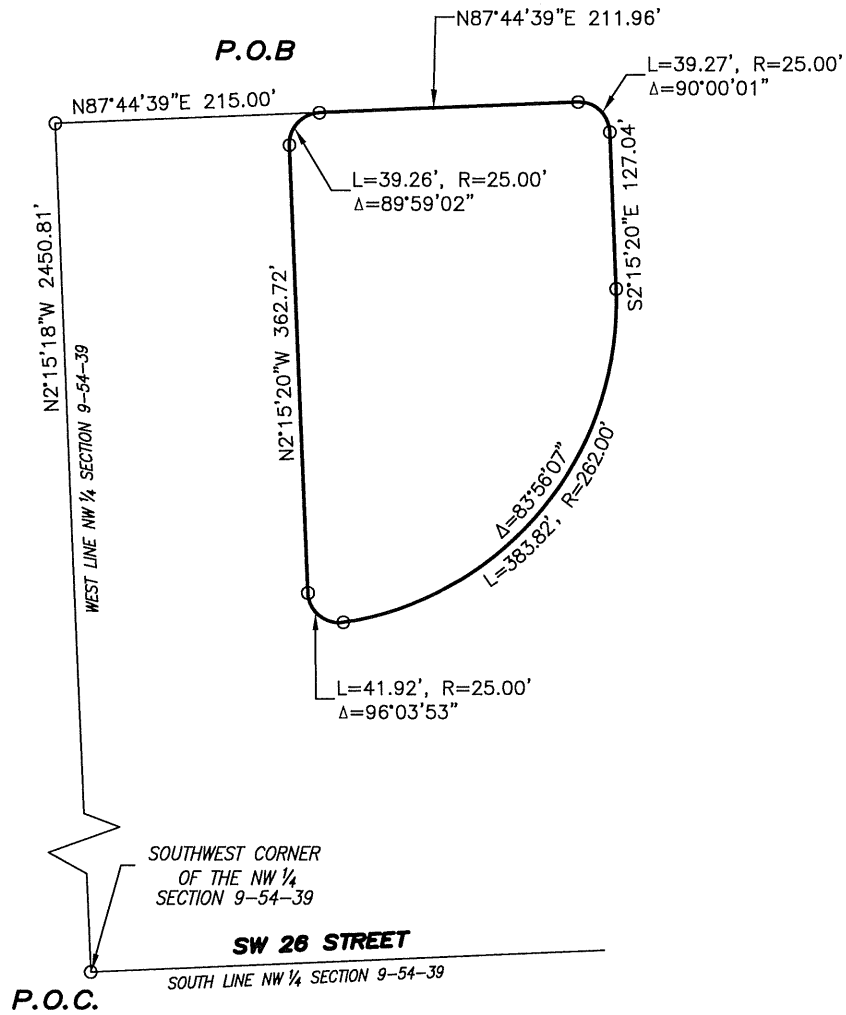 N87°44'39"E 211.96'
P.O.B
L=39.27', R=25.00'
Δ=90°00'01"
N87°44'39"E 215.00'
L=39.26', R=25.00'
Δ=89°59'02"
S2°15'20"E 127.04'
N2°15'18"W 2450.81'
WEST LINE NW ¼ SECTION 9-54-39
N2°15'20"W 362.72'
Δ=83°56'07"
L=383.82', R=262.00'
L=41.92', R=25.00'
Δ=96°03'53"
SOUTHWEST CORNER
OF THE NW ¼
SECTION 9-54-39
SW 26 STREET
SOUTH LINE NW ¼ SECTION 9-54-39
P.O.C.